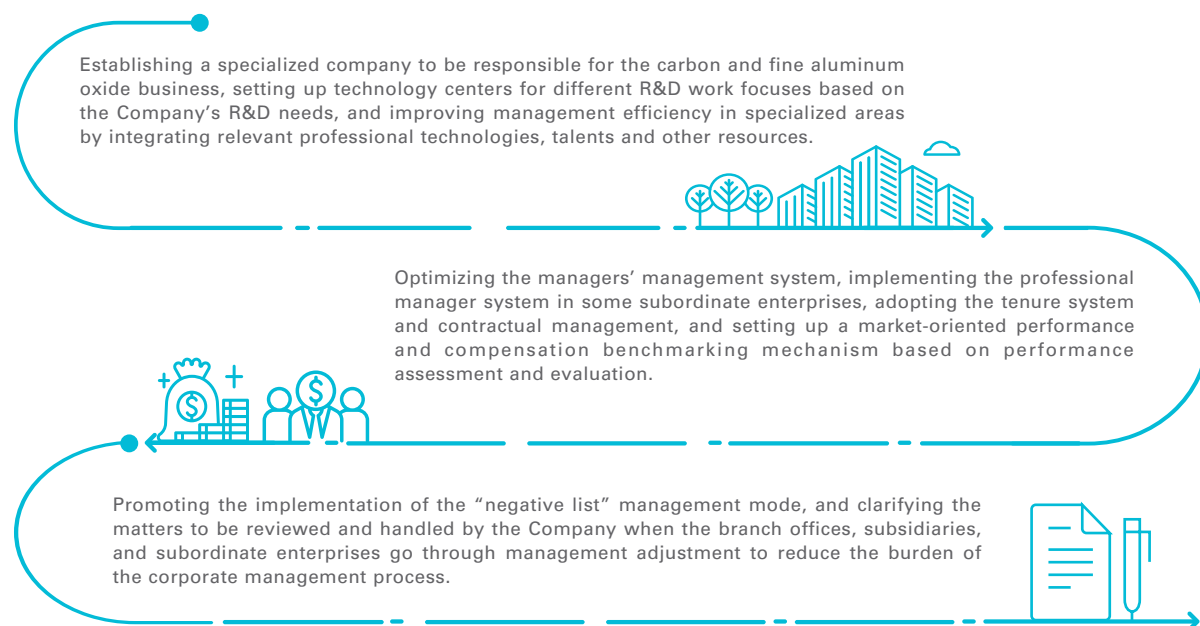 Establishing a specialized company to be responsible for the carbon and fine aluminum
oxide business, setting up technology centers for different R&D work focuses based on
the Company’s R&D needs, and improving management efficiency in specialized areas
by integrating relevant professional technologies, talents and other resources.
Optimizing the managers’ management system, implementing the professional
manager system in some subordinate enterprises, adopting the tenure system
and contractual management, and setting up a market-oriented performance
and compensation benchmarking mechanism based on performance
assessment and evaluation.
$
$
Promoting the implementation of the “negative list” management mode, and clarifying the
matters to be reviewed and handled by the Company when the branch offices, subsidiaries,
and subordinate enterprises go through management adjustment to reduce the burden of
the corporate management process.